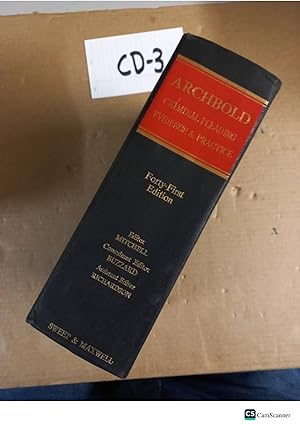 CD-3
ARCHBOLD
CRIMINAL PLEADING
EVIDENCE & PRACTICE
Forty-First
Edition
Editor
MITCHELL
Consultant Editor
BUZZARD
Assistant Editor
RICHARDSON
SWEET & MAXWELL
CS CamScanner